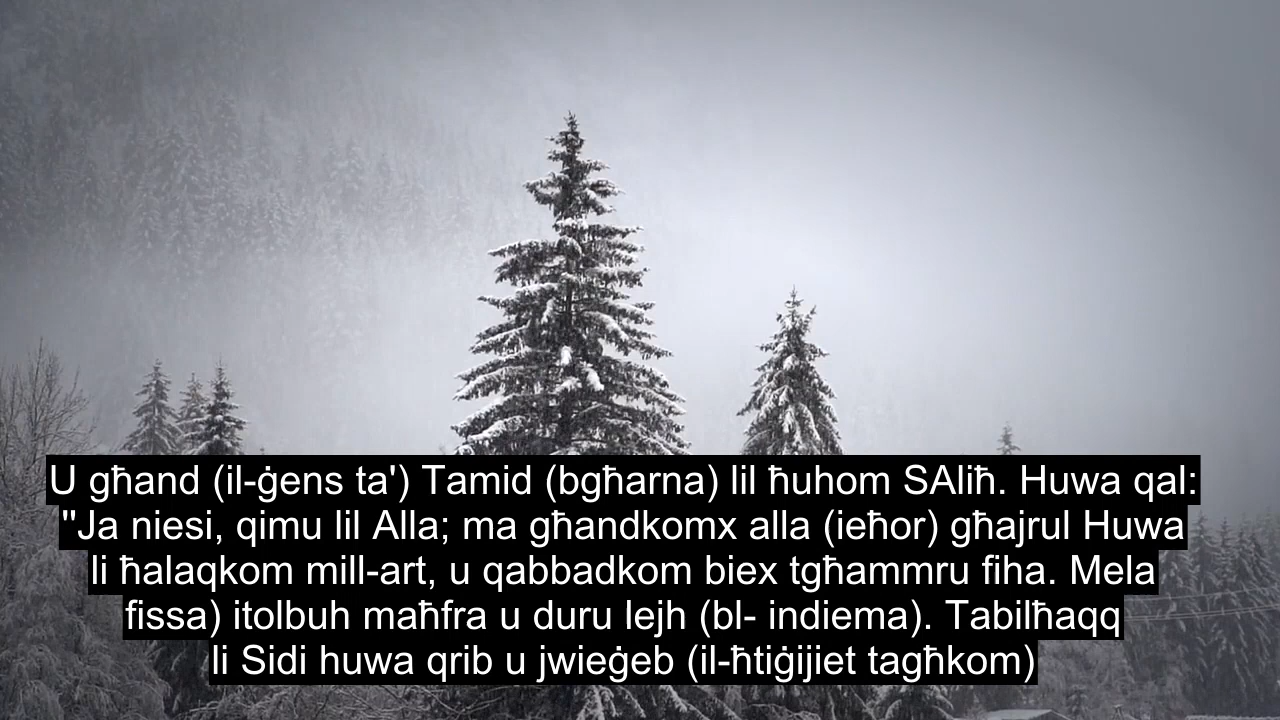 U għand (il-ġens ta') Tamid (bgħarna) lil ħuhom SAliħ. Huwa qal:
"Ja niesi, qimu lil Alla; ma għandkomx alla (ieħor) għajrul Huwa
li ħalaqkom mill-art, u qabbadkom biex tgħammru fiha. Mela
fissa) itolbuh maħfra u duru lejh (bl- indiema). Tabilħaqq
li Sidi huwa qrib u jwieġeb (il-ħtiġijiet tagħkom)